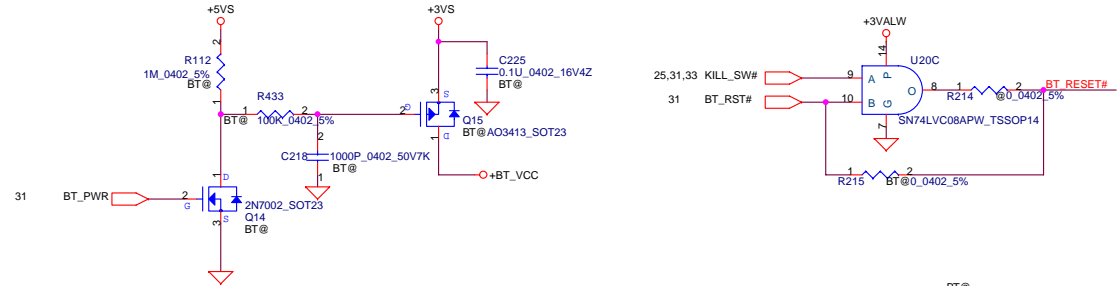 +5VS
+3VS
+3VALW
2
R112
1M_0402_5%
BT@
1
R433
1
2
BT@
100K_0402_5%
C225
0.1U_0402_16V4Z
BT@
3
S
2
G
Q15
BT@AO3413_SOT23
D
1
+BT_VCC
2
C218
1000P_0402_50V7K
BT@
1
31
BT_PWR
2
G
1
D
2N7002_SOT23
Q14
BT@
3
S
14
U20C
P
25,31,33
KILL_SW#
9
A
O
8
31
BT_RST#
10
B
G
7
SN74LVC08APW_TSSOP14
1
2
R214
@0_0402_5%
BT_RESET#
1
2
R215
BT@0_0402_5%